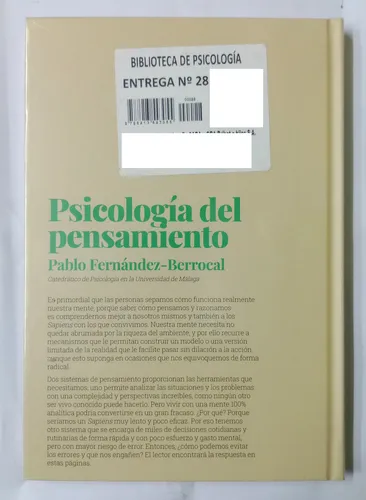 BIBLIOTECA DE PSICOLOGÍA
ENTREGA Nº 28
Psicología del
pensamiento
Pablo Fernández-Berrocal
Catedrático de Psicología en la Universidad de Málaga
Es primordial que las personas sepamos cómo funciona realmente
nuestra mente, porque saber cómo pensamos y razonamos
es comprendernos mejor a nosotros mismos y también a los
Sapiens con los que convivimos. Nuestra mente necesita no
quedar abrumada por la riqueza del ambiente, y por ello recurre a
mecanismos que le permitan construir un modelo o una versión
limitada de la realidad que le facilite pasar sin dilación a la acción,
aunque esto suponga en ocasiones que nos equivoquemos de forma
radical.
Dos sistemas de pensamiento proporcionan las herramientas que
necesitamos; uno permite analizar las situaciones y los problemas
con una complejidad y perspectivas increíbles, como ningún otro
ser vivo conocido puede hacerlo. Pero vivir con una mente 100%
analítica podría convertirse en un gran fracaso. ¿Por qué? Porque
seríamos un Sapiens muy lento y poco eficaz. Por eso tenemos
otro sistema que se encarga de miles de decisiones cotidianas y
rutinarias de forma rápida y con poco esfuerzo y gasto mental,
pero con mayor riesgo de error. Entonces, ¿cómo podemos evitar
los errores y que nos engañen? El lector encontrará la respuesta en
estas páginas.